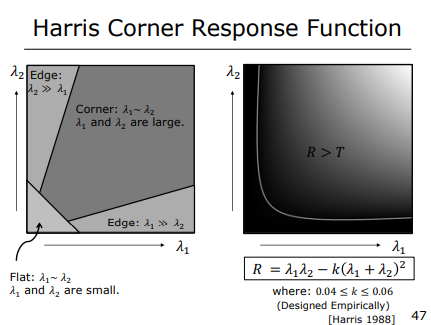 Harris Corner Response Function
λ₂
Edge:
λ₂ ≫ λ₁
Corner: λ₁~ λ₂
λ₁ and λ₂ are large.
Edge: λ₁ ≫ λ₂
λ₁
Flat: λ₁~ λ₂
λ₁ and λ₂ are small.
λ₂
R > T
λ₁
R = λ₁λ₂ − k(λ₁ + λ₂)²
where: 0.04 ≤ k ≤ 0.06
(Designed Empirically)
[Harris 1988]
47